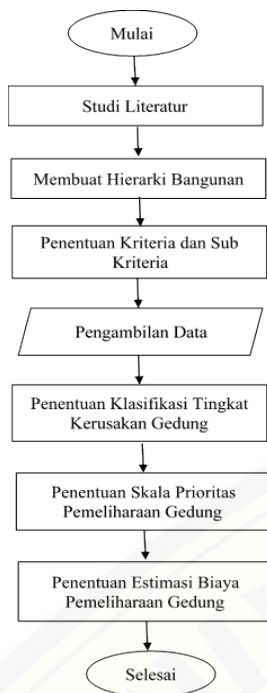 Mulai
Studi Literatur
Membuat Hierarki Bangunan
Penentuan Kriteria dan Sub
Kriteria
Pengambilan Data
Penentuan Klasifikasi Tingkat
Kerusakan Gedung
Penentuan Skala Prioritas
Pemeliharaan Gedung
Penentuan Estimasi Biaya
Pemeliharaan Gedung
Selesai